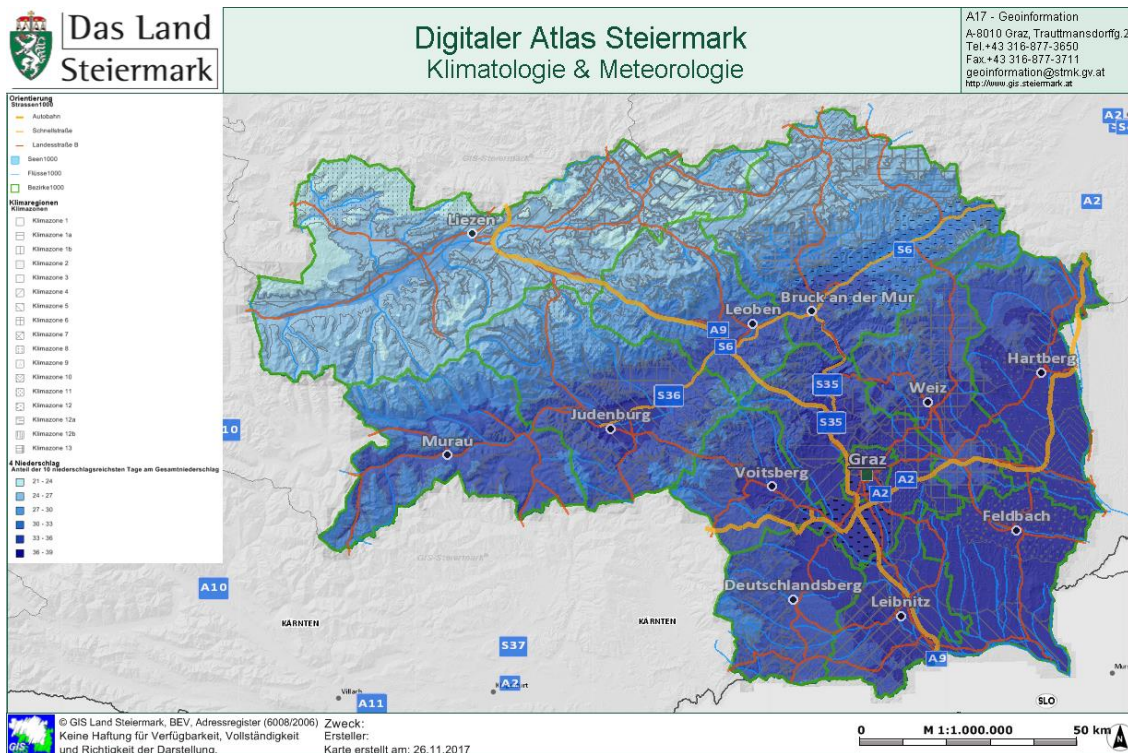 Das Land
Steiermark
Digitaler Atlas Steiermark
Klimatologie & Meteorologie
A17 - Geoinformation
A-8010 Graz, Trauttmansdorffg.2
Tel.+43 316-877-3650
Fax.+43 316-877-3711
geoinformation@stmk.gv.at
http://www.gis.steiermark.at
Orientierung
Strassen1000
Autobahn
Schnellstraße
Landesstraße B
Seen1000
Flüsse1000
Bezirke1000
Klimaregionen
Klimazonen
Klimazone 1
Klimazone 1a
Klimazone 1b
Klimazone 2
Klimazone 3
Klimazone 4
Klimazone 5
Klimazone 6
Klimazone 7
Klimazone 8
Klimazone 9
Klimazone 10
Klimazone 11
Klimazone 12
Klimazone 12a
Klimazone 12b
Klimazone 13
4 Niederschlag
Anteil der 10 niederschlagsreichsten Tage am Gesamtniederschlag
21 - 24
24 - 27
27 - 30
30 - 33
33 - 36
36 - 39
GIS-Steiermark®
A2
A2
Liezen
S6
Bruck an der Mur
Leoben
A9
S6
Hartberg
S35
Weiz
S36
S35
Judenburg
10
Murau
Graz
Voitsberg
A2
A2
Feldbach
GIS-Steiermark®
A10
Deutschlandsberg
Leibnitz
KÄRNTEN
KÄRNTEN
S37
A9
A2
Villach
A11
SLO
GIS
© GIS Land Steiermark, BEV, Adressregister (6008/2006)
Keine Haftung für Verfügbarkeit, Vollständigkeit
und Richtigkeit der Darstellung.
Zweck:
Ersteller:
Karte erstellt am: 26.11.2017
0 M 1:1.000.000 50 km